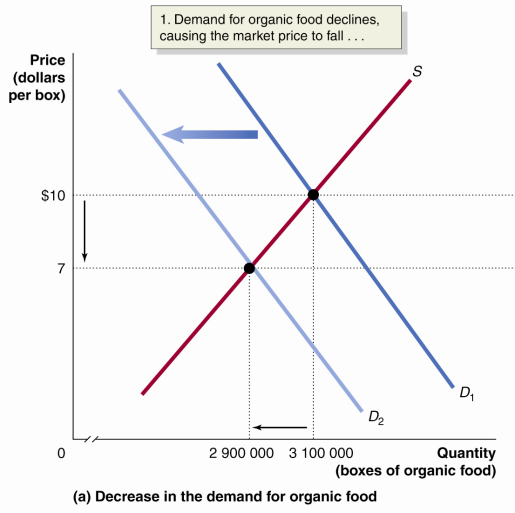 1. Demand for organic food declines,
causing the market price to fall . . .
Price
(dollars
per box)
S
$10
7
D1
D2
0
2 900 000
3 100 000
Quantity
(boxes of organic food)
(a) Decrease in the demand for organic food